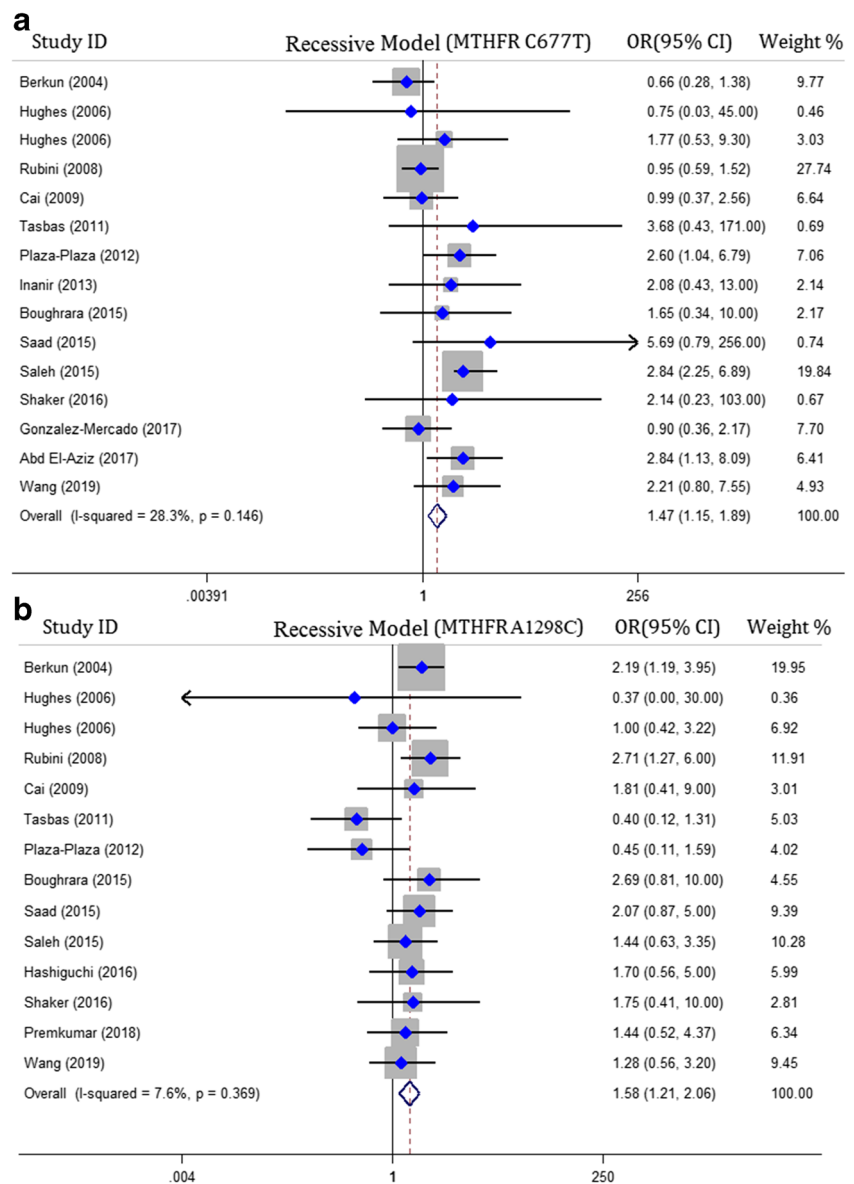 a
Study ID Recessive Model (MTHFR C677T) OR(95% CI) Weight %
Berkun (2004) 0.66 (0.28, 1.38) 9.77
Hughes (2006) 0.75 (0.03, 45.00) 0.46
Hughes (2006) 1.77 (0.53, 9.30) 3.03
Rubini (2008) 0.95 (0.59, 1.52) 27.74
Cai (2009) 0.99 (0.37, 2.56) 6.64
Tasbas (2011) 3.68 (0.43, 171.00) 0.69
Plaza-Plaza (2012) 2.60 (1.04, 6.79) 7.06
Inanir (2013) 2.08 (0.43, 13.00) 2.14
Boughrara (2015) 1.65 (0.34, 10.00) 2.17
Saad (2015) 5.69 (0.79, 256.00) 0.74
Saleh (2015) 2.84 (2.25, 6.89) 19.84
Shaker (2016) 2.14 (0.23, 103.00) 0.67
Gonzalez-Mercado (2017) 0.90 (0.36, 2.17) 7.70
Abd El-Aziz (2017) 2.84 (1.13, 8.09) 6.41
Wang (2019) 2.21 (0.80, 7.55) 4.93
Overall (I-squared = 28.3%, p = 0.146) 1.47 (1.15, 1.89) 100.00
.00391 1 256
b
Study ID Recessive Model (MTHFRA1298C) OR(95% CI) Weight %
Berkun (2004) 2.19 (1.19, 3.95) 19.95
Hughes (2006) 0.37 (0.00, 30.00) 0.36
Hughes (2006) 1.00 (0.42, 3.22) 6.92
Rubini (2008) 2.71 (1.27, 6.00) 11.91
Cai (2009) 1.81 (0.41, 9.00) 3.01
Tasbas (2011) 0.40 (0.12, 1.31) 5.03
Plaza-Plaza (2012) 0.45 (0.11, 1.59) 4.02
Boughrara (2015) 2.69 (0.81, 10.00) 4.55
Saad (2015) 2.07 (0.87, 5.00) 9.39
Saleh (2015) 1.44 (0.63, 3.35) 10.28
Hashiguchi (2016) 1.70 (0.56, 5.00) 5.99
Shaker (2016) 1.75 (0.41, 10.00) 2.81
Premkumar (2018) 1.44 (0.52, 4.37) 6.34
Wang (2019) 1.28 (0.56, 3.20) 9.45
Overall (I-squared = 7.6%, p = 0.369) 1.58 (1.21, 2.06) 100.00
.004 1 250